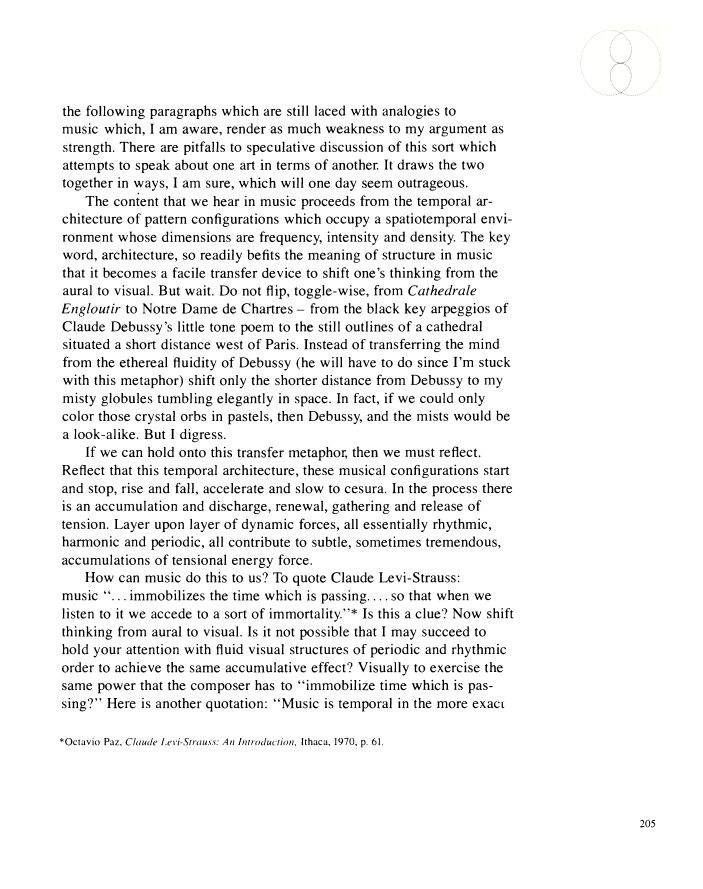 the following paragraphs which are still laced with analogies to
music which, I am aware, render as much weakness to my argument as
strength. There are pitfalls to speculative discussion of this sort which
attempts to speak about one art in terms of another. It draws the two
together in ways, I am sure, which will one day seem outrageous.
The content that we hear in music proceeds from the temporal ar-
chitecture of pattern configurations which occupy a spatiotemporal envi-
ronment whose dimensions are frequency, intensity and density. The key
word, architecture, so readily befits the meaning of structure in music
that it becomes a facile transfer device to shift one's thinking from the
aural to visual. But wait. Do not flip, toggle-wise, from Cathedrale
Engloutir to Notre Dame de Chartres – from the black key arpeggios of
Claude Debussy's little tone poem to the still outlines of a cathedral
situated a short distance west of Paris. Instead of transferring the mind
from the ethereal fluidity of Debussy (he will have to do since I'm stuck
with this metaphor) shift only the shorter distance from Debussy to my
misty globules tumbling elegantly in space. In fact, if we could only
color those crystal orbs in pastels, then Debussy, and the mists would be
a look-alike. But I digress.
If we can hold onto this transfer metaphor, then we must reflect.
Reflect that this temporal architecture, these musical configurations start
and stop, rise and fall, accelerate and slow to cesura. In the process there
is an accumulation and discharge, renewal, gathering and release of
tension. Layer upon layer of dynamic forces, all essentially rhythmic,
harmonic and periodic, all contribute to subtle, sometimes tremendous,
accumulations of tensional energy force.
How can music do this to us? To quote Claude Levi-Strauss:
music "... immobilizes the time which is passing.... so that when we
listen to it we accede to a sort of immortality."* Is this a clue? Now shift
thinking from aural to visual. Is it not possible that I may succeed to
hold your attention with fluid visual structures of periodic and rhythmic
order to achieve the same accumulative effect? Visually to exercise the
same power that the composer has to "immobilize time which is pas-
sing?" Here is another quotation: "Music is temporal in the more exact
*Octavio Paz, Claude Levi-Strauss: An Introduction, Ithaca, 1970, p. 61.
205